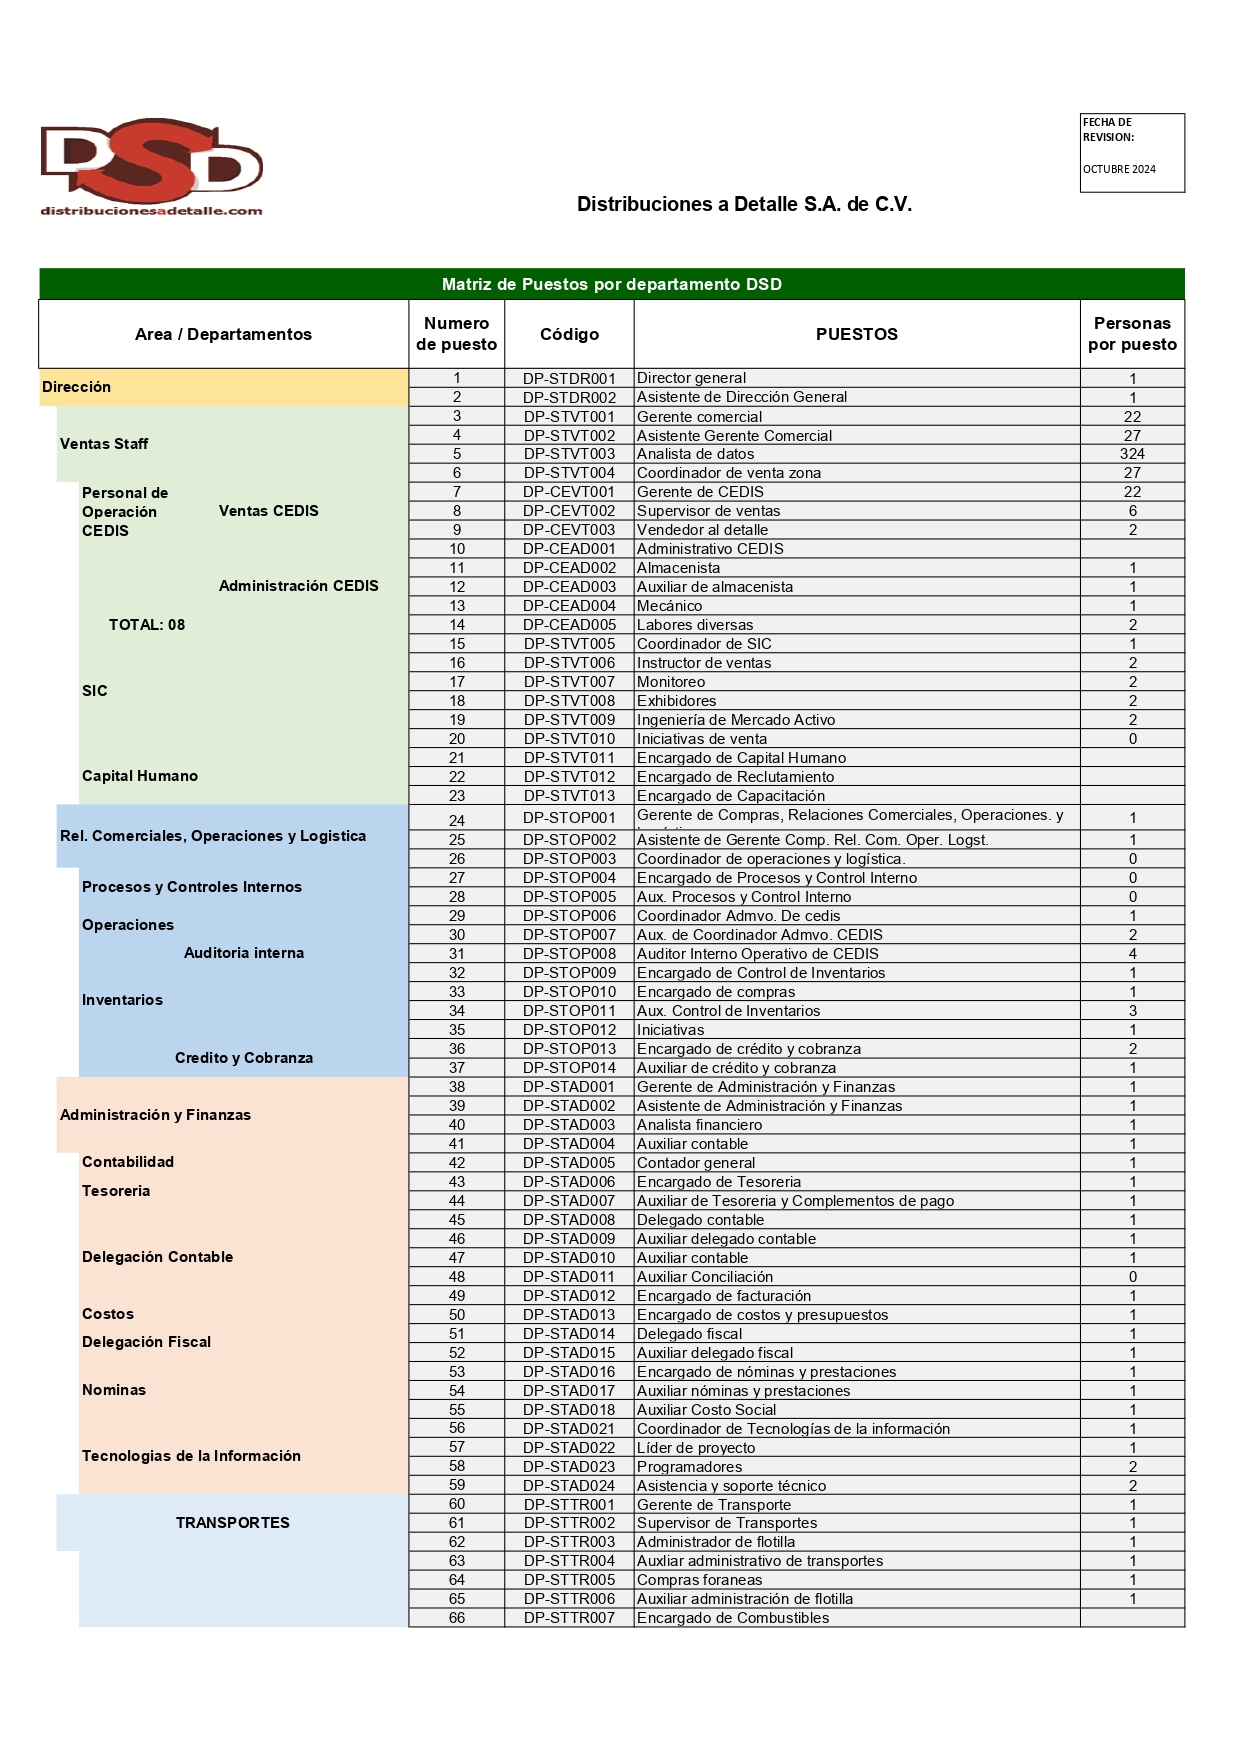 DSD
distribucionesadetalle.com
FECHA DE
REVISION:
OCTUBRE 2024
Distribuciones a Detalle S.A. de C.V.
Matriz de Puestos por departamento DSD
Area / Departamentos Numero de puesto Código PUESTOS Personas por puesto
Dirección
1 DP-STDR001 Director general 1
2 DP-STDR002 Asistente de Dirección General 1
Ventas Staff
3 DP-STVT001 Gerente comercial 22
4 DP-STVT002 Asistente Gerente Comercial 27
5 DP-STVT003 Analista de datos 324
6 DP-STVT004 Coordinador de venta zona 27
Personal de
Operación
CEDIS
Ventas CEDIS
7 DP-CEVT001 Gerente de CEDIS 22
8 DP-CEVT002 Supervisor de ventas 6
9 DP-CEVT003 Vendedor al detalle 2
Administración CEDIS
10 DP-CEAD001 Administrativo CEDIS
11 DP-CEAD002 Almacenista 1
12 DP-CEAD003 Auxiliar de almacenista 1
13 DP-CEAD004 Mecánico 1
TOTAL: 08
14 DP-CEAD005 Labores diversas 2
SIC
15 DP-STVT005 Coordinador de SIC 1
16 DP-STVT006 Instructor de ventas 2
17 DP-STVT007 Monitoreo 2
18 DP-STVT008 Exhibidores 2
19 DP-STVT009 Ingeniería de Mercado Activo 2
20 DP-STVT010 Iniciativas de venta 0
Capital Humano
21 DP-STVT011 Encargado de Capital Humano
22 DP-STVT012 Encargado de Reclutamiento
23 DP-STVT013 Encargado de Capacitación
Rel. Comerciales, Operaciones y Logistica
24 DP-STOP001 Gerente de Compras, Relaciones Comerciales, Operaciones. y 1
25 DP-STOP002 Asistente de Gerente Comp. Rel. Com. Oper. Logst. 1
26 DP-STOP003 Coordinador de operaciones y logística. 0
Procesos y Controles Internos
27 DP-STOP004 Encargado de Procesos y Control Interno 0
28 DP-STOP005 Aux. Procesos y Control Interno 0
Operaciones
29 DP-STOP006 Coordinador Admvo. De cedis 1
30 DP-STOP007 Aux. de Coordinador Admvo. CEDIS 2
Auditoria interna
31 DP-STOP008 Auditor Interno Operativo de CEDIS 4
Inventarios
32 DP-STOP009 Encargado de Control de Inventarios 1
33 DP-STOP010 Encargado de compras 1
34 DP-STOP011 Aux. Control de Inventarios 3
35 DP-STOP012 Iniciativas 1
Credito y Cobranza
36 DP-STOP013 Encargado de crédito y cobranza 2
37 DP-STOP014 Auxiliar de crédito y cobranza 1
Administración y Finanzas
38 DP-STAD001 Gerente de Administración y Finanzas 1
39 DP-STAD002 Asistente de Administración y Finanzas 1
40 DP-STAD003 Analista financiero 1
41 DP-STAD004 Auxiliar contable 1
Contabilidad
42 DP-STAD005 Contador general 1
Tesoreria
43 DP-STAD006 Encargado de Tesoreria 1
44 DP-STAD007 Auxiliar de Tesoreria y Complementos de pago 1
Delegación Contable
45 DP-STAD008 Delegado contable 1
46 DP-STAD009 Auxiliar delegado contable 1
47 DP-STAD010 Auxiliar contable 1
48 DP-STAD011 Auxiliar Conciliación 0
49 DP-STAD012 Encargado de facturación 1
Costos
50 DP-STAD013 Encargado de costos y presupuestos 1
Delegación Fiscal
51 DP-STAD014 Delegado fiscal 1
52 DP-STAD015 Auxiliar delegado fiscal 1
Nominas
53 DP-STAD016 Encargado de nóminas y prestaciones 1
54 DP-STAD017 Auxiliar nóminas y prestaciones 1
55 DP-STAD018 Auxiliar Costo Social 1
Tecnologias de la Información
56 DP-STAD021 Coordinador de Tecnologías de la información 1
57 DP-STAD022 Líder de proyecto 1
58 DP-STAD023 Programadores 2
59 DP-STAD024 Asistencia y soporte técnico 2
TRANSPORTES
60 DP-STTR001 Gerente de Transporte 1
61 DP-STTR002 Supervisor de Transportes 1
62 DP-STTR003 Administrador de flotilla 1
63 DP-STTR004 Auxliar administrativo de transportes 1
64 DP-STTR005 Compras foraneas 1
65 DP-STTR006 Auxiliar administración de flotilla 1
66 DP-STTR007 Encargado de Combustibles